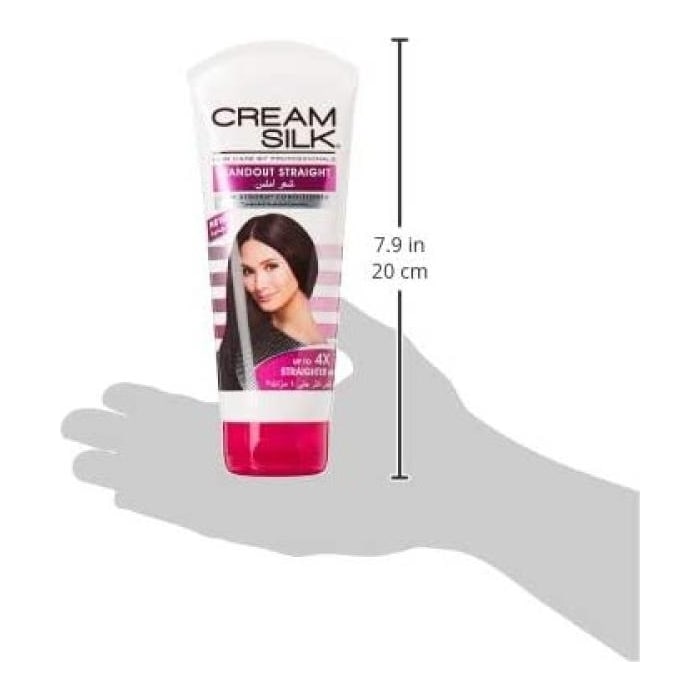 CREAM
SILK
HAIR CARE BY PROFESSIONALS
STANDOUT STRAIGHT
شعر أملس
CONDITIONER
NEW
UP TO 4X
STRAIGHTER
7.9 in
20 cm